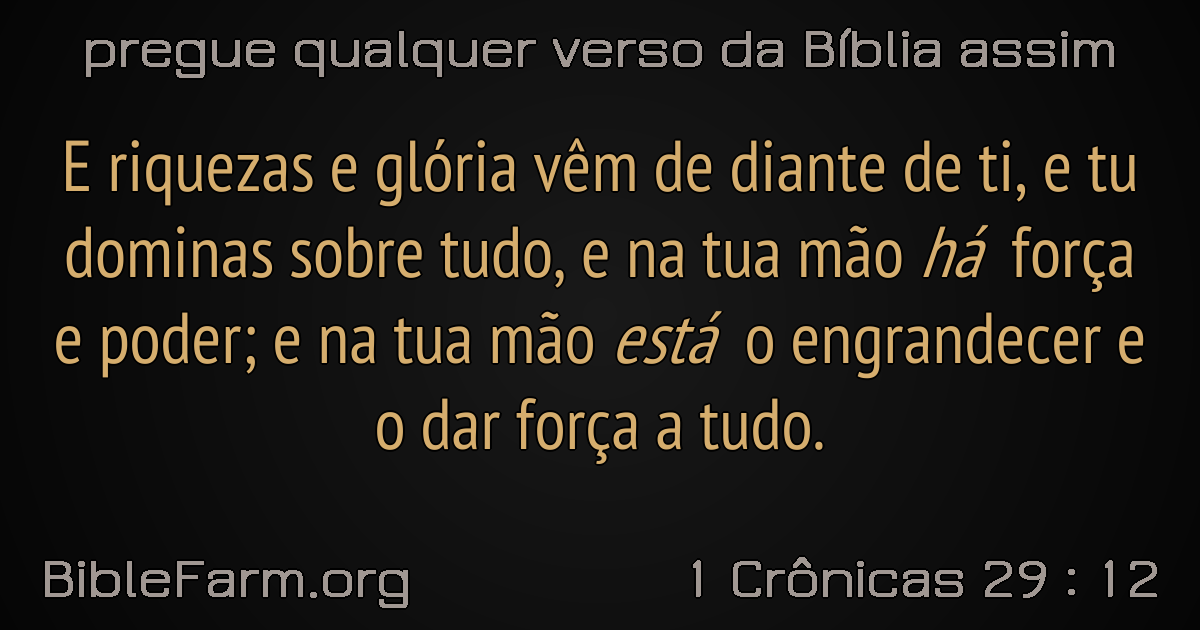 pregue qualquer verso da Bíblia assim
E riquezas e glória vêm de diante de ti, e tu
dominas sobre tudo, e na tua mão há força
e poder; e na tua mão está o engrandecer e
o dar força a tudo.
BibleFarm.org
1 Crônicas 29 : 12